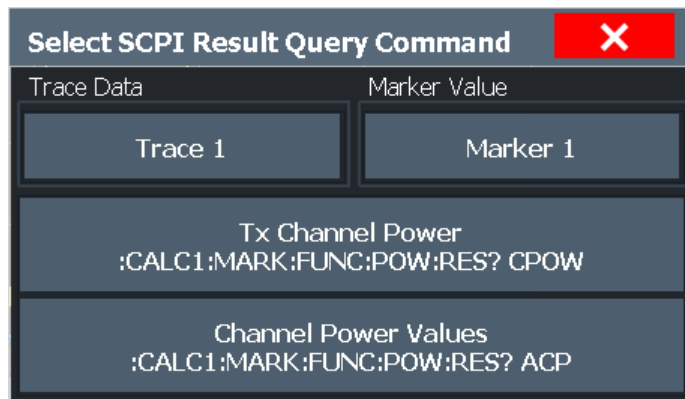 Select SCPI Result Query Command
Trace Data
Marker Value
Trace 1
Marker 1
Tx Channel Power
:CALC1:MARK:FUNC:POW:RES? CPOW
Channel Power Values
:CALC1:MARK:FUNC:POW:RES? ACP